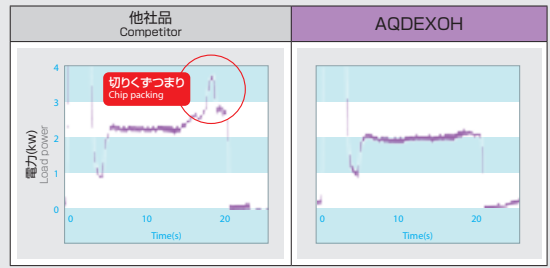 他社品
Competitor
AQDEXOH
電力(kw)
Load power
4
3
2
1
0
切りくずつまり
Chip packing
0 10 20
Time(s)
0 10 20
Time(s)